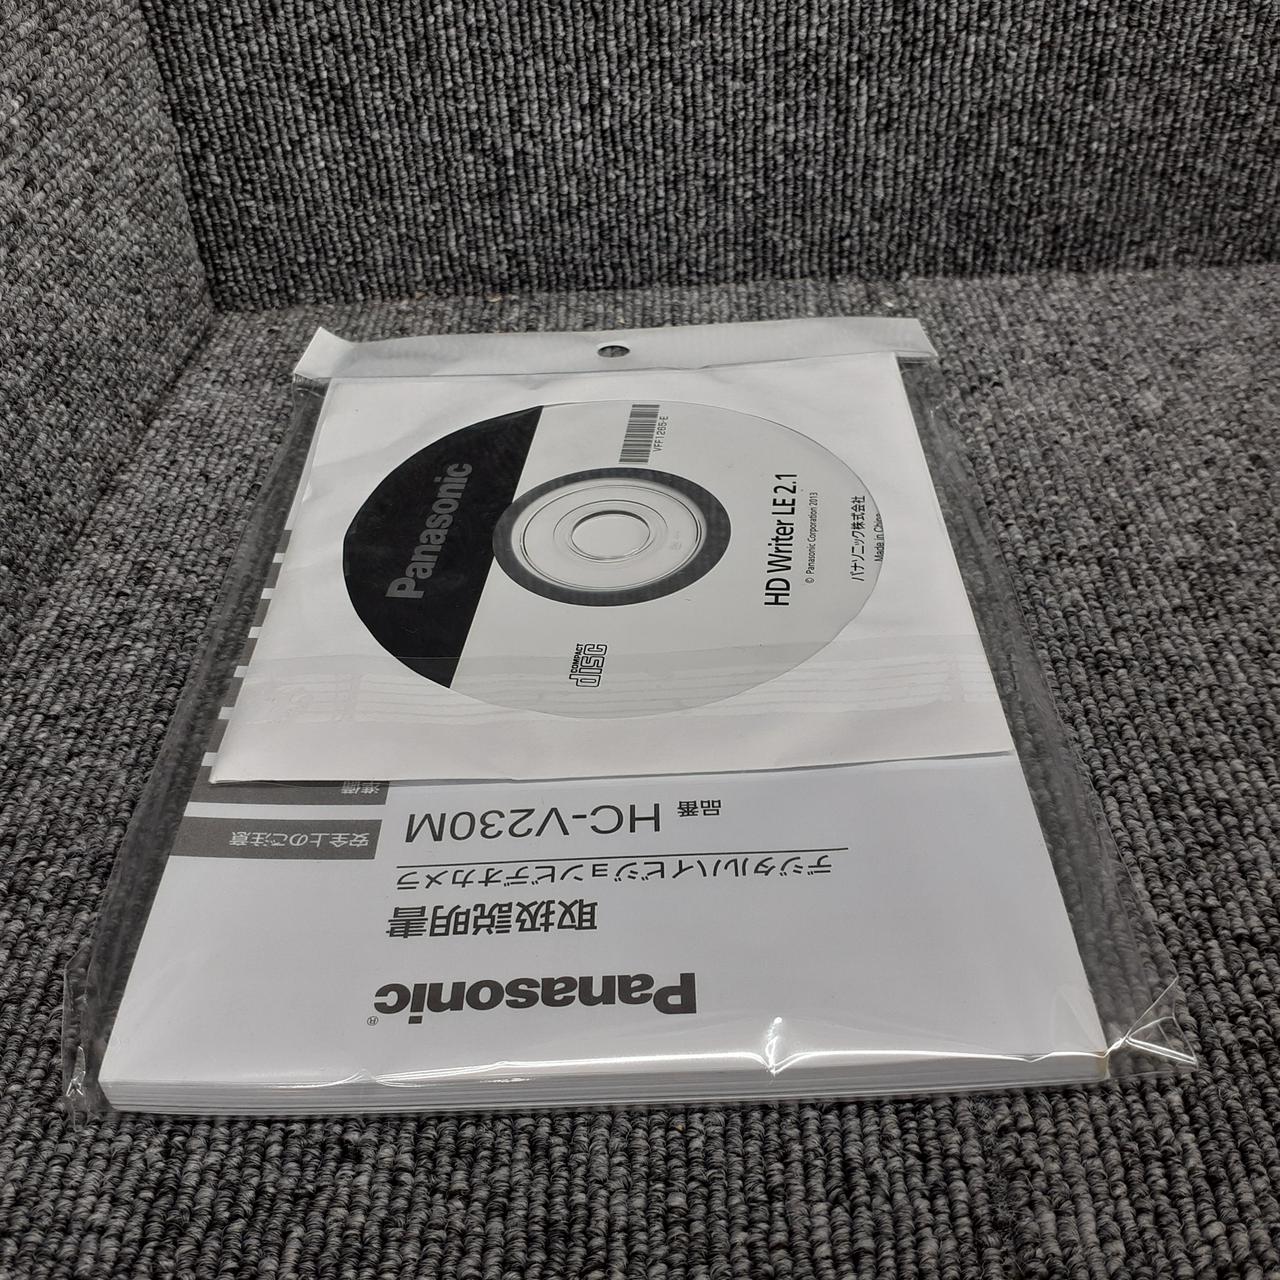 Panasonic
VFF1265-E
HD Writer LE 2.1
© Panasonic Corporation 2013
パナソニック株式会社
Made in China
COMPACT
disc
Panasonic®
取扱説明書
デジタルハイビジョンビデオカメラ
品番 HC-V230M
安全上のご注意
準備